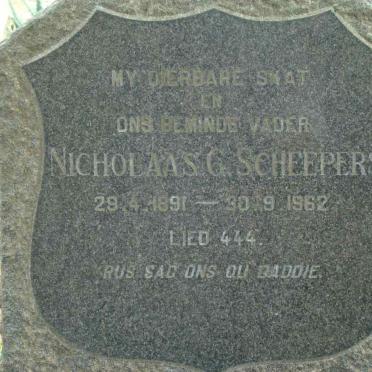 MY DIERBARE SKAT
EN
ONS BEMINDE VADER
NICHOLAAS G. SCHEEPERS
29.4.1891 — 30.9.1962
LIED 444.
RUS SAG ONS OU DADDIE.